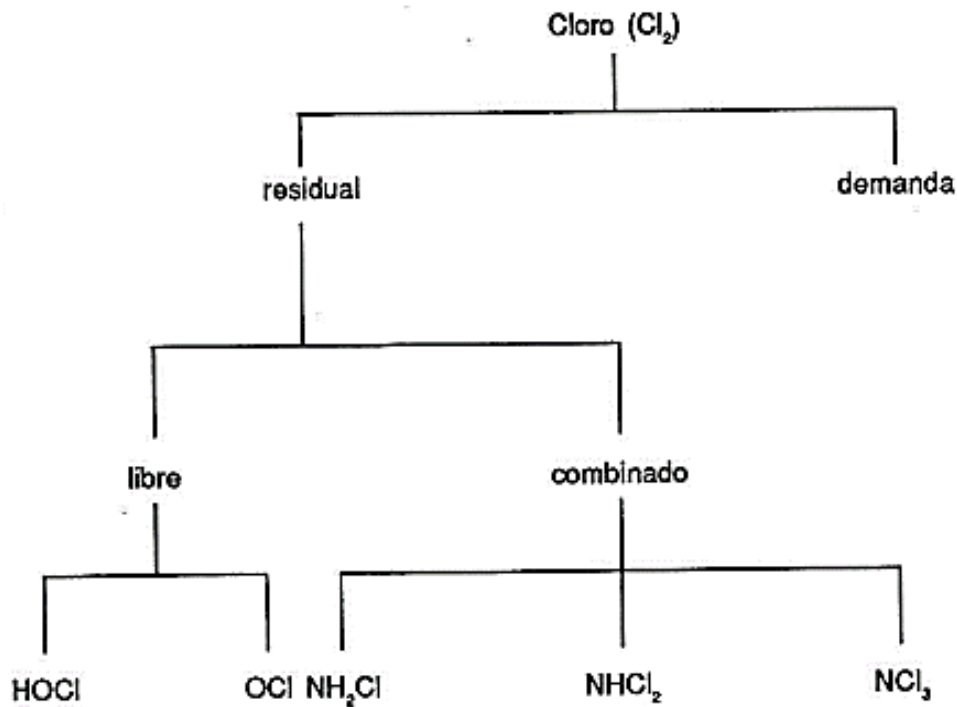 Cloro (Cl₂)
residual
demanda
libre
combinado
HOCl
OCl
NH₂Cl
NHCl₂
NCl₃